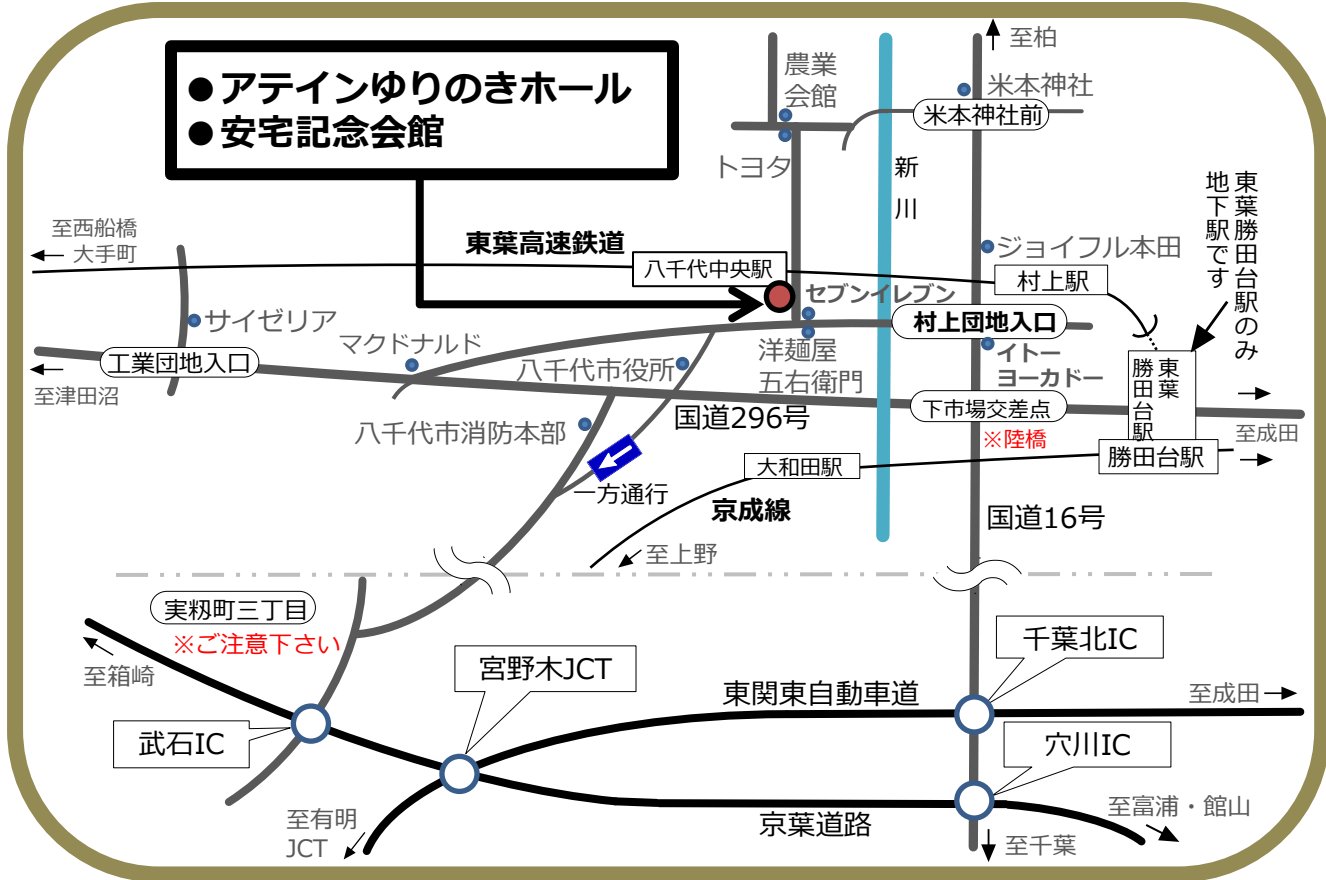 ●アテインゆりのきホール
●安宅記念会館
農業
会館
至柏
米本神社
米本神社前
トヨタ
新
川
東葉勝田台駅のみ
地下駅です
至西船橋
大手町
東葉高速鉄道
八千代中央駅
ジョイフル本田
村上駅
セブンイレブン
サイゼリア
村上団地入口
マクドナルド
洋麺屋
五右衛門
イトー
ヨーカドー
工業団地入口
八千代市役所
東葉
勝田台駅
至津田沼
国道296号
下市場交差点
※陸橋
至成田
八千代市消防本部
大和田駅
勝田台駅
一方通行
京成線
国道16号
至上野
実籾町三丁目
※ご注意下さい
千葉北IC
至箱崎
宮野木JCT
東関東自動車道
至成田
武石IC
穴川IC
至有明
JCT
京葉道路
至富浦・館山
至千葉